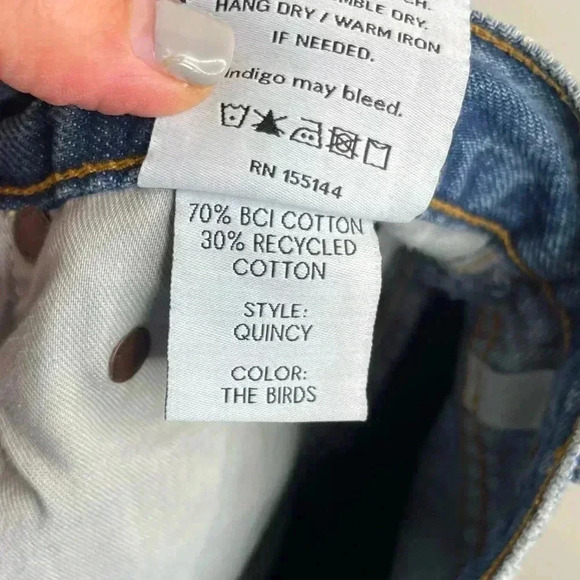 DRY.
HANG DRY / WARM IRON
IF NEEDED.
Indigo may bleed.
RN 155144
70% BCI COTTON
30% RECYCLED
COTTON
STYLE:
QUINCY
COLOR:
THE BIRDS